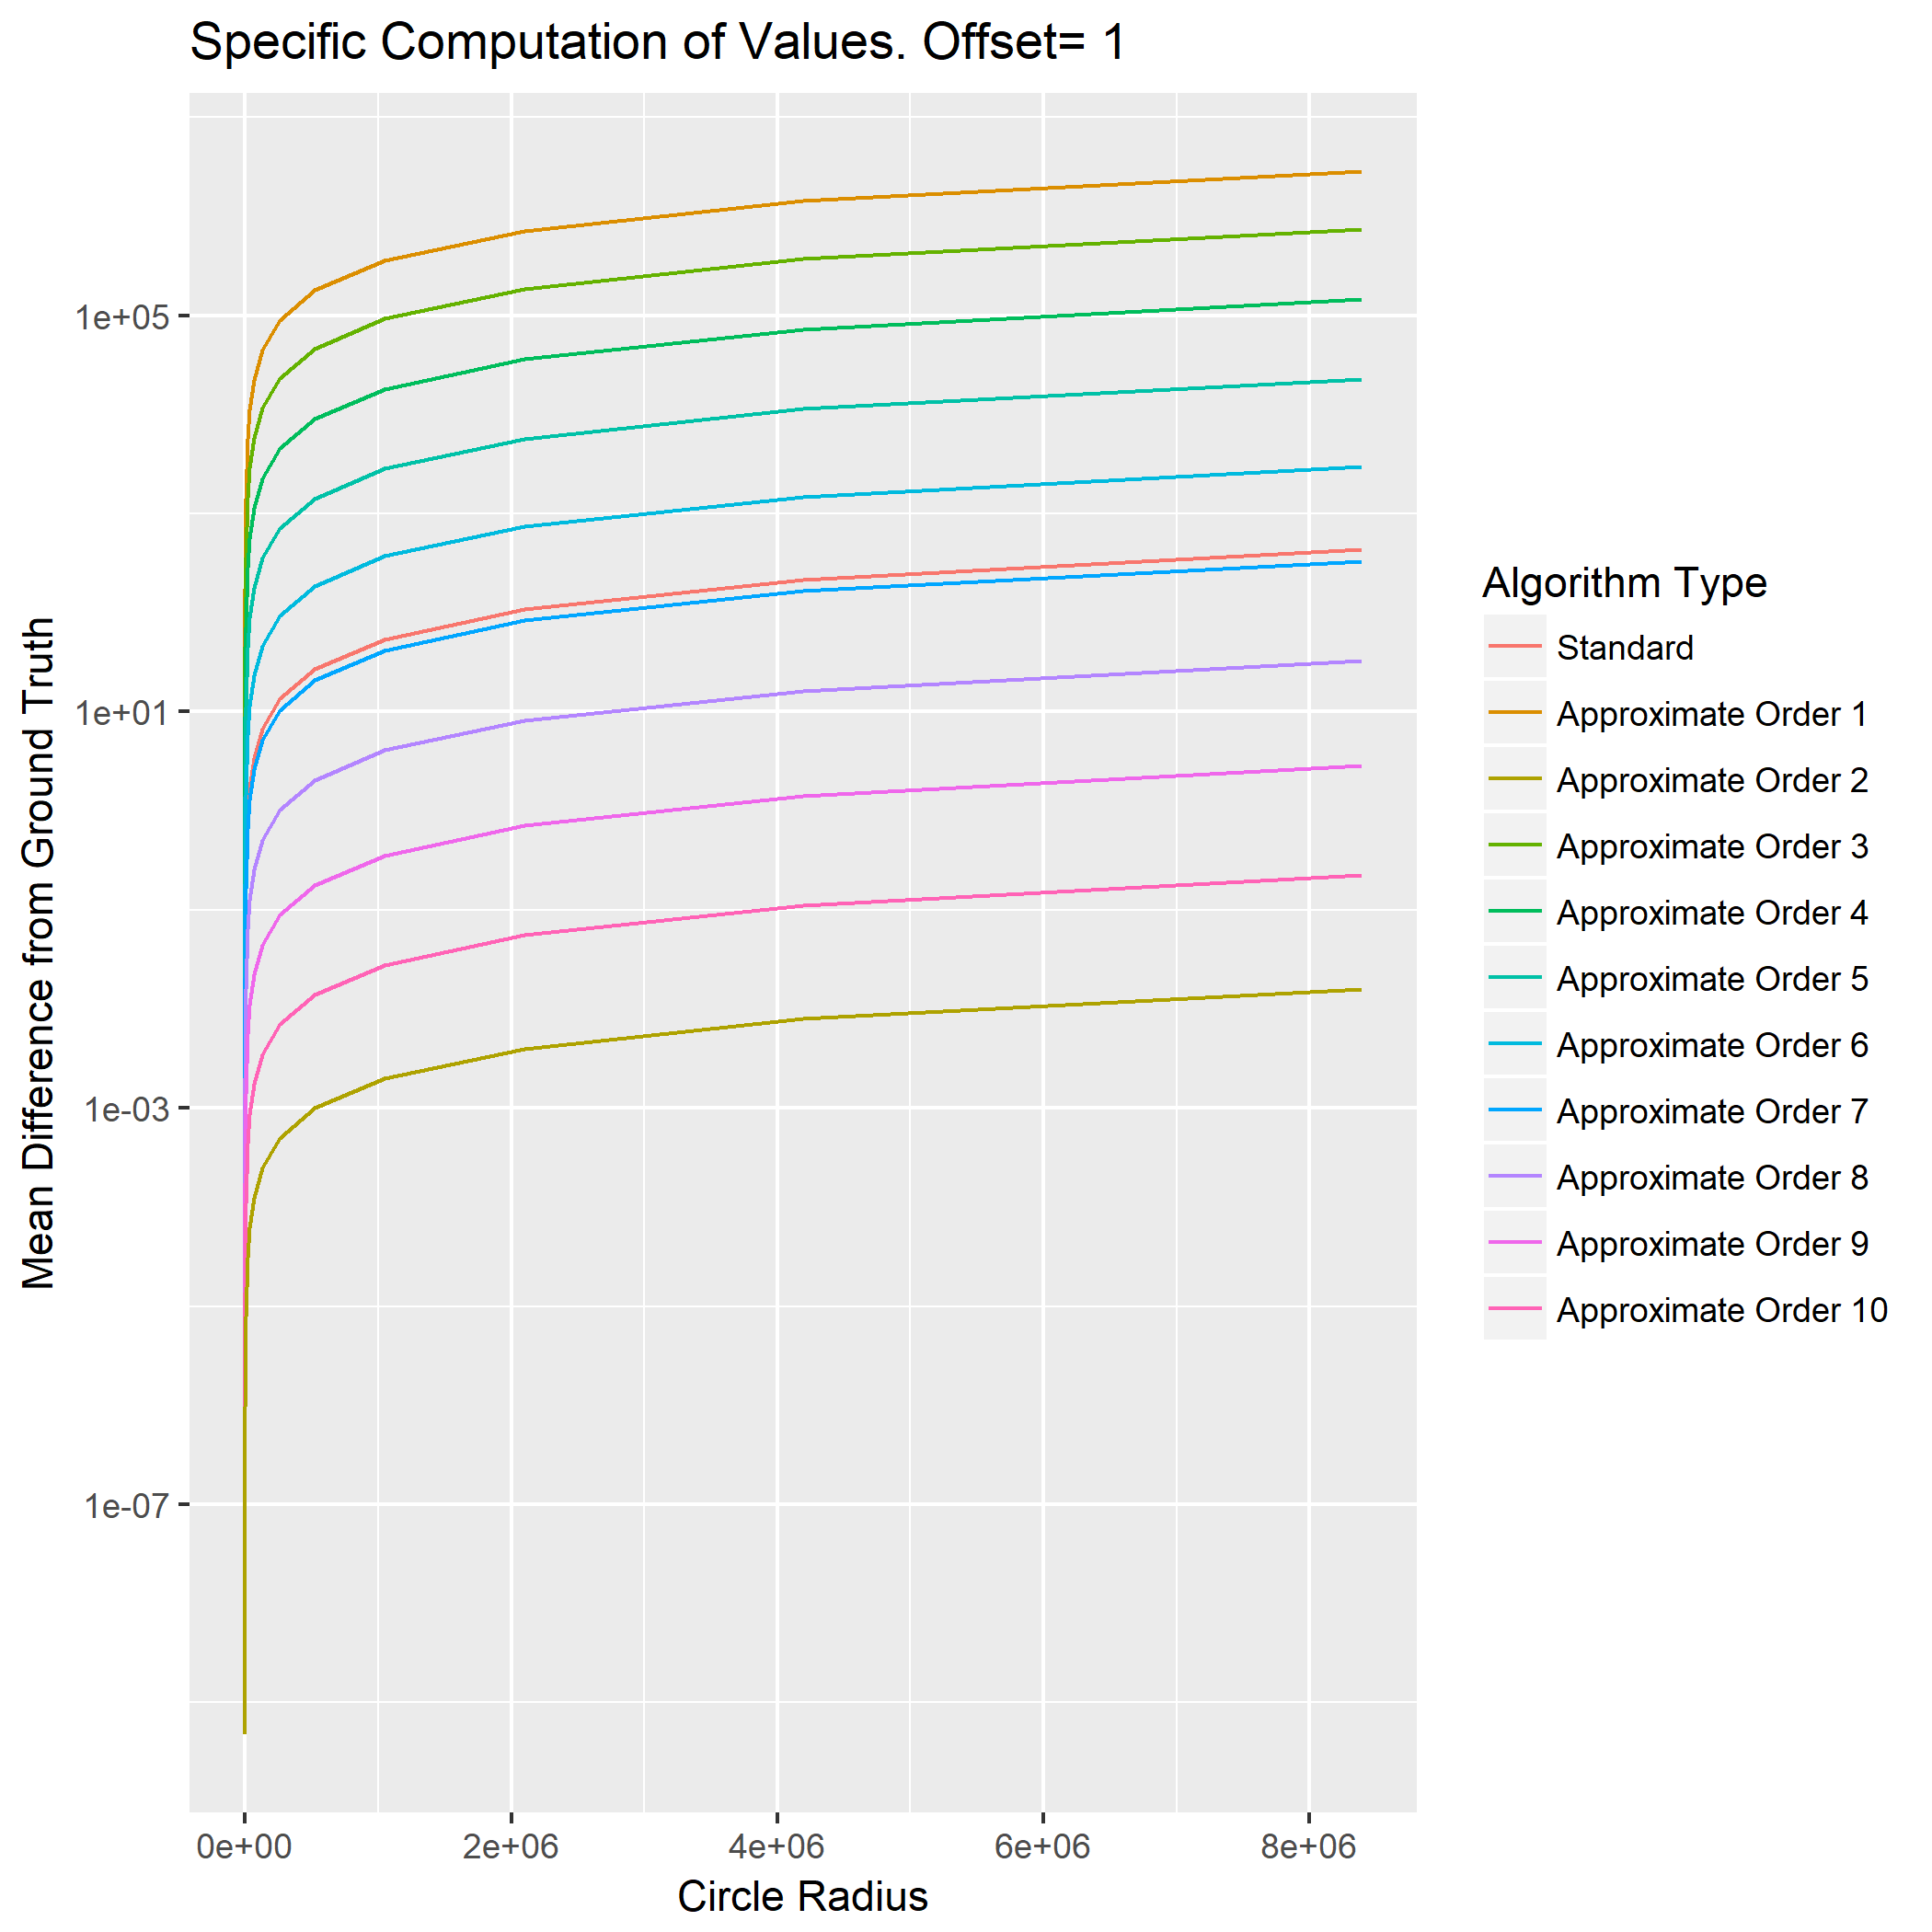 Specific Computation of Values. Offset= 1
Mean Difference from Ground Truth
1e+05
1e+01
1e-03
1e-07
0e+00
2e+06
4e+06
6e+06
8e+06
Circle Radius
Algorithm Type
Standard
Approximate Order 1
Approximate Order 2
Approximate Order 3
Approximate Order 4
Approximate Order 5
Approximate Order 6
Approximate Order 7
Approximate Order 8
Approximate Order 9
Approximate Order 10